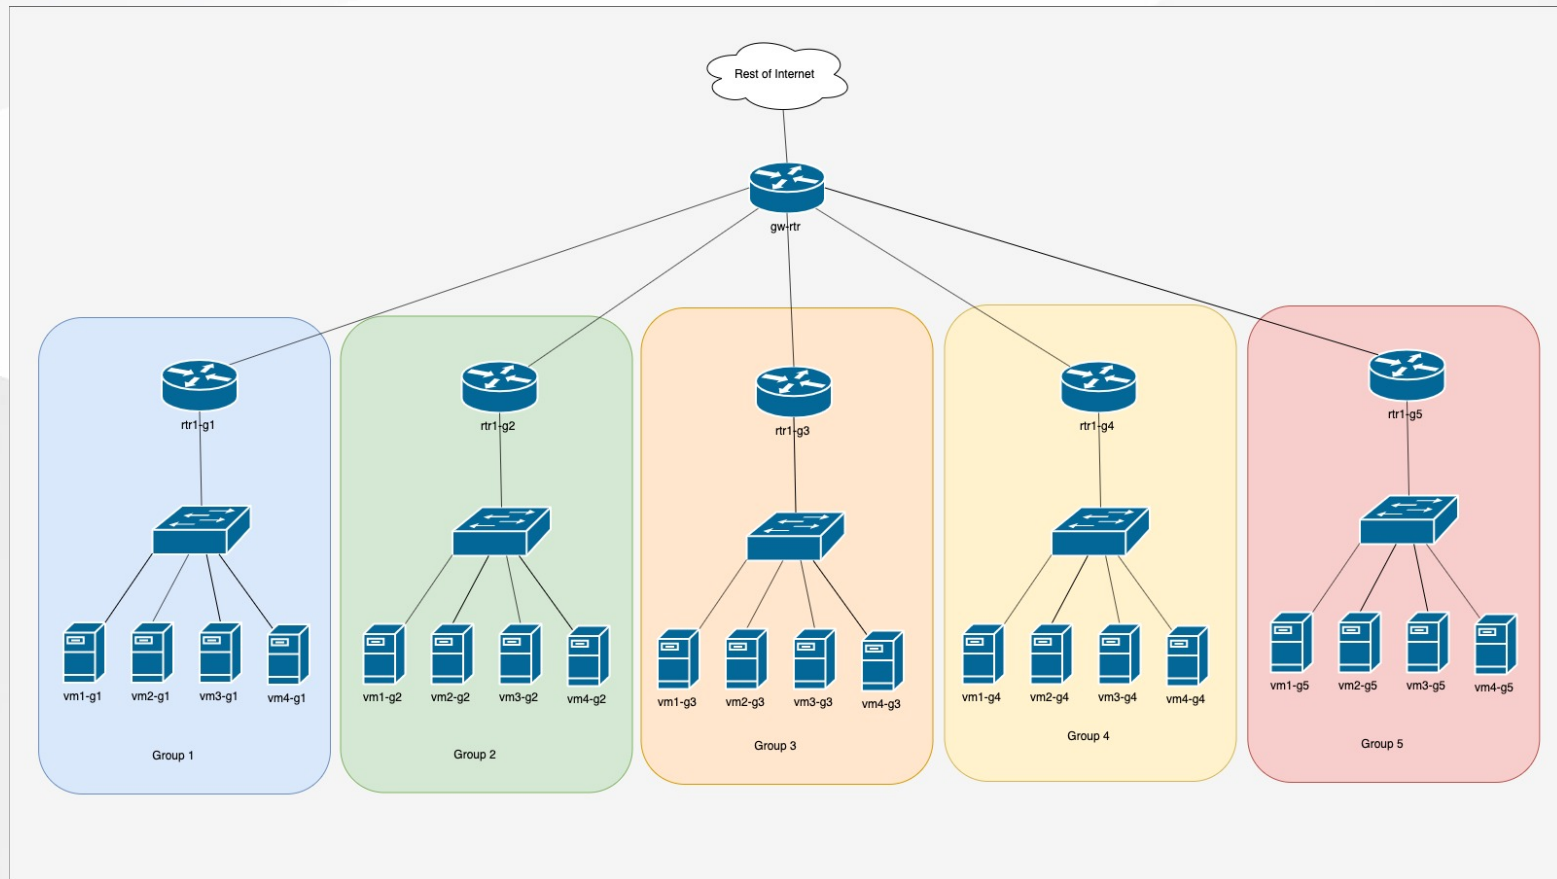 Rest of Internet
gw-rtr
rtr1-g1
rtr1-g2
rtr1-g3
rtr1-g4
rtr1-g5
vm1-g1
vm2-g1
vm3-g1
vm4-g1
vm1-g2
vm2-g2
vm3-g2
vm4-g2
vm1-g3
vm2-g3
vm3-g3
vm4-g3
vm1-g4
vm2-g4
vm3-g4
vm4-g4
vm1-g5
vm2-g5
vm3-g5
vm4-g5
Group 1
Group 2
Group 3
Group 4
Group 5